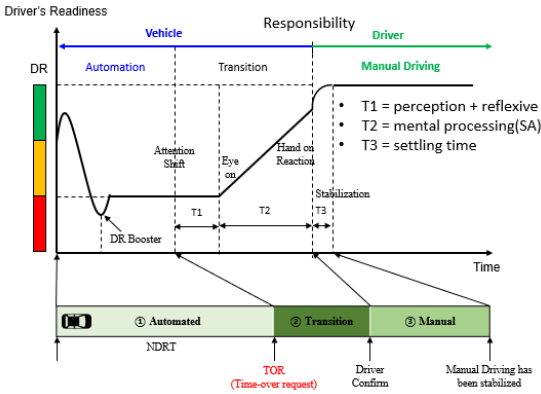 Driver's Readiness
Responsibility
Vehicle
Driver
DR
Automation
Transition
Manual Driving
• T1 = perception + reflexive
• T2 = mental processing(SA)
• T3 = settling time
Attention
Shift
Eye
on
Hand on
Reaction
Stabilization
T1
T2
T3
DR Booster
Time
① Automated
② Transition
③ Manual
NDRT
TOR
(Time-over request)
Driver
Confirm
Manual Driving has
been stabilized